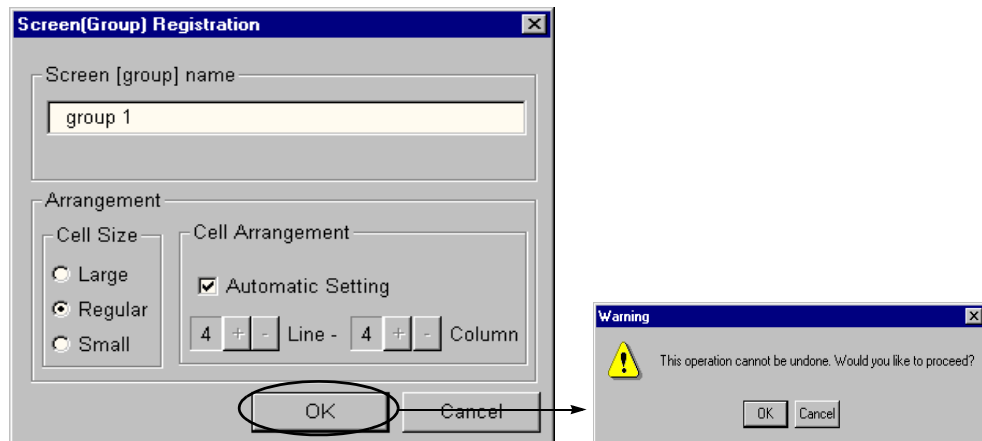 Screen(Group) Registration
Screen [group] name
group 1
Arrangement
Cell Size
Large
Regular
Small
Cell Arrangement
Automatic Setting
4 + - Line - 4 + - Column
OK Cancel
Warning
This operation cannot be undone. Would you like to proceed?
OK Cancel